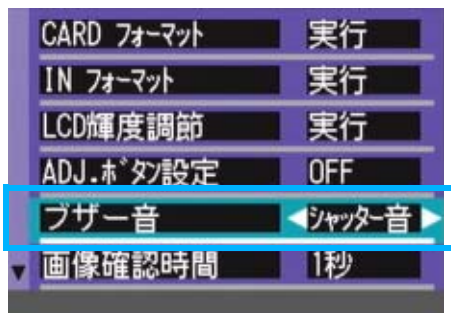 CARD フォーマット 実行
IN フォーマット 実行
LCD輝度調節 実行
ADJ.ボタン設定 OFF
ブザー音 ◀シャッター音▶
▼ 画像確認時間 1秒